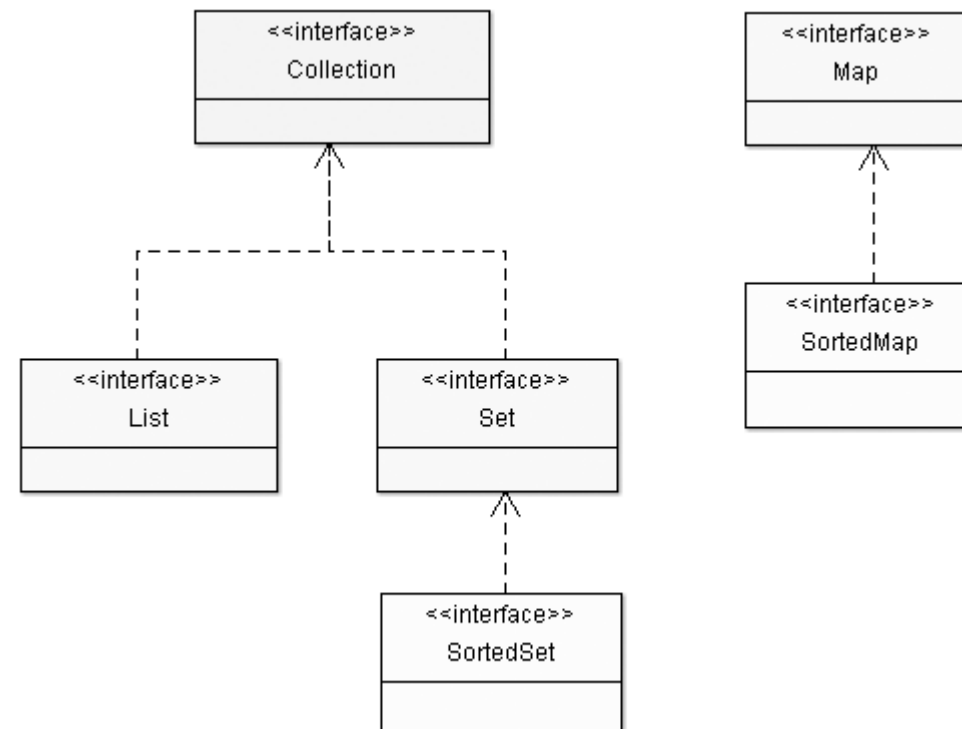 <<interface>>
Collection
<<interface>>
Map
<<interface>>
SortedMap
<<interface>>
List
<<interface>>
Set
<<interface>>
SortedSet